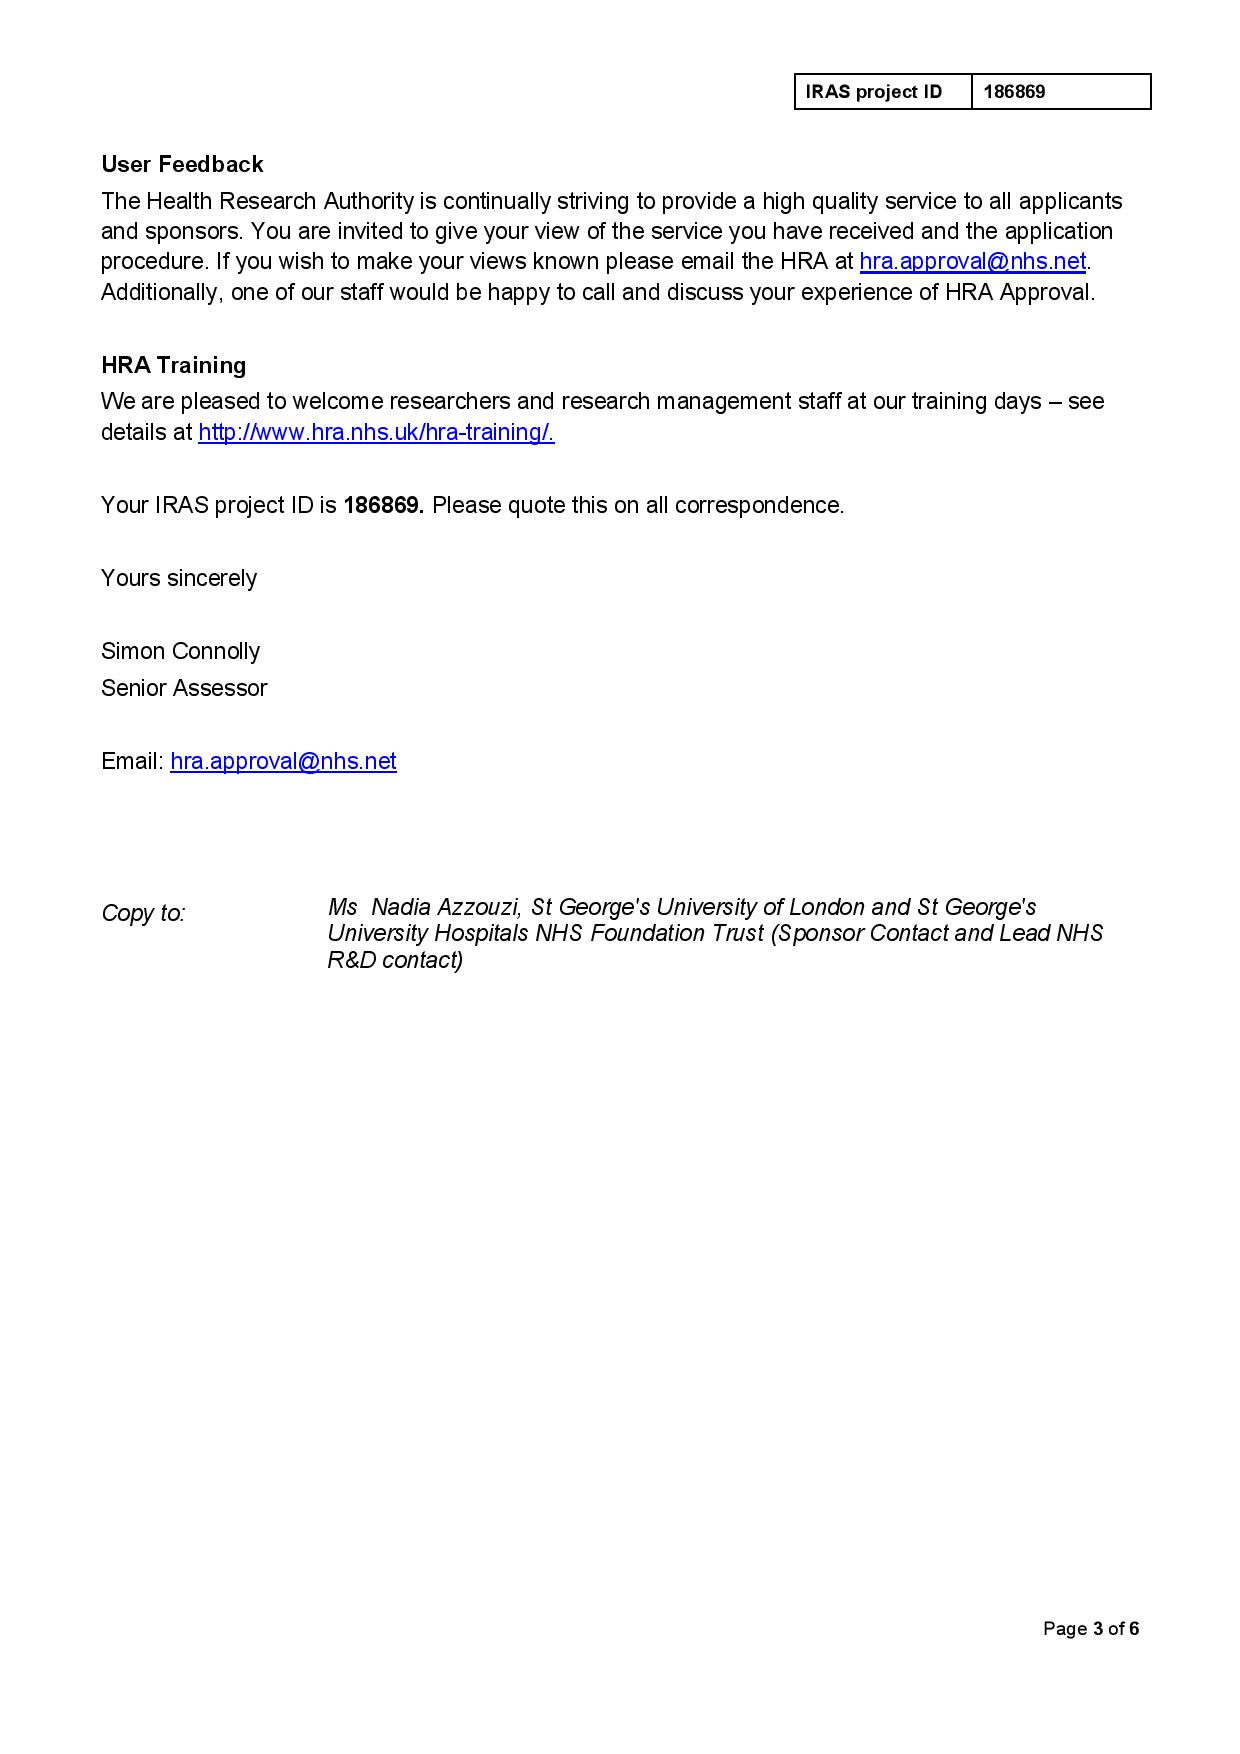 IRAS project ID 186869
User Feedback
The Health Research Authority is continually striving to provide a high quality service to all applicants
and sponsors. You are invited to give your view of the service you have received and the application
procedure. If you wish to make your views known please email the HRA at hra.approval@nhs.net.
Additionally, one of our staff would be happy to call and discuss your experience of HRA Approval.
HRA Training
We are pleased to welcome researchers and research management staff at our training days – see
details at http://www.hra.nhs.uk/hra-training/.
Your IRAS project ID is 186869. Please quote this on all correspondence.
Yours sincerely
Simon Connolly
Senior Assessor
Email: hra.approval@nhs.net
Copy to: Ms  Nadia Azzouzi, St George's University of London and St George's
University Hospitals NHS Foundation Trust (Sponsor Contact and Lead NHS
R&D contact)
Page 3 of 6